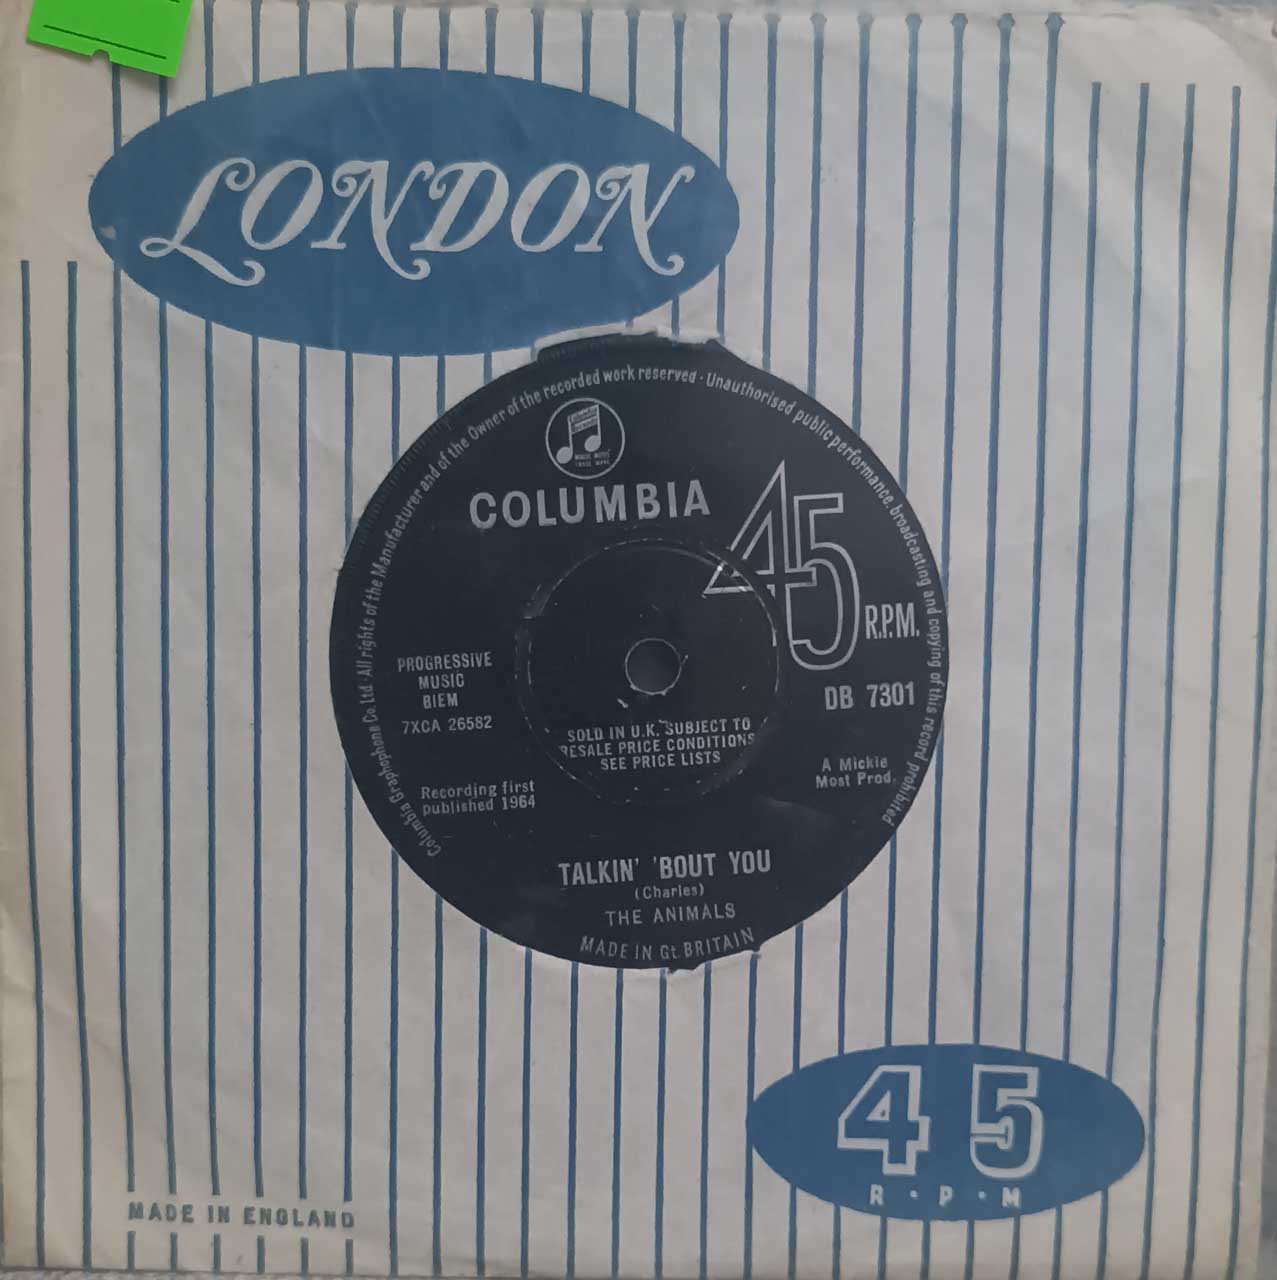 LONDON
Columbia Graphophone Co. Ltd. · All rights of the Manufacturer and of the Owner of the recorded work reserved · Unauthorised public performance, broadcasting and copying of this record prohibited
COLUMBIA
45
R.P.M.
PROGRESSIVE
MUSIC
BIEM
7XCA 26582
DB 7301
SOLD IN U.K. SUBJECT TO
RESALE PRICE CONDITIONS
SEE PRICE LISTS
A Mickie
Most Prod.
Recording first
published 1964
TALKIN' 'BOUT YOU
(Charles)
THE ANIMALS
MADE IN Gt. BRITAIN
45
R·P·M
MADE IN ENGLAND